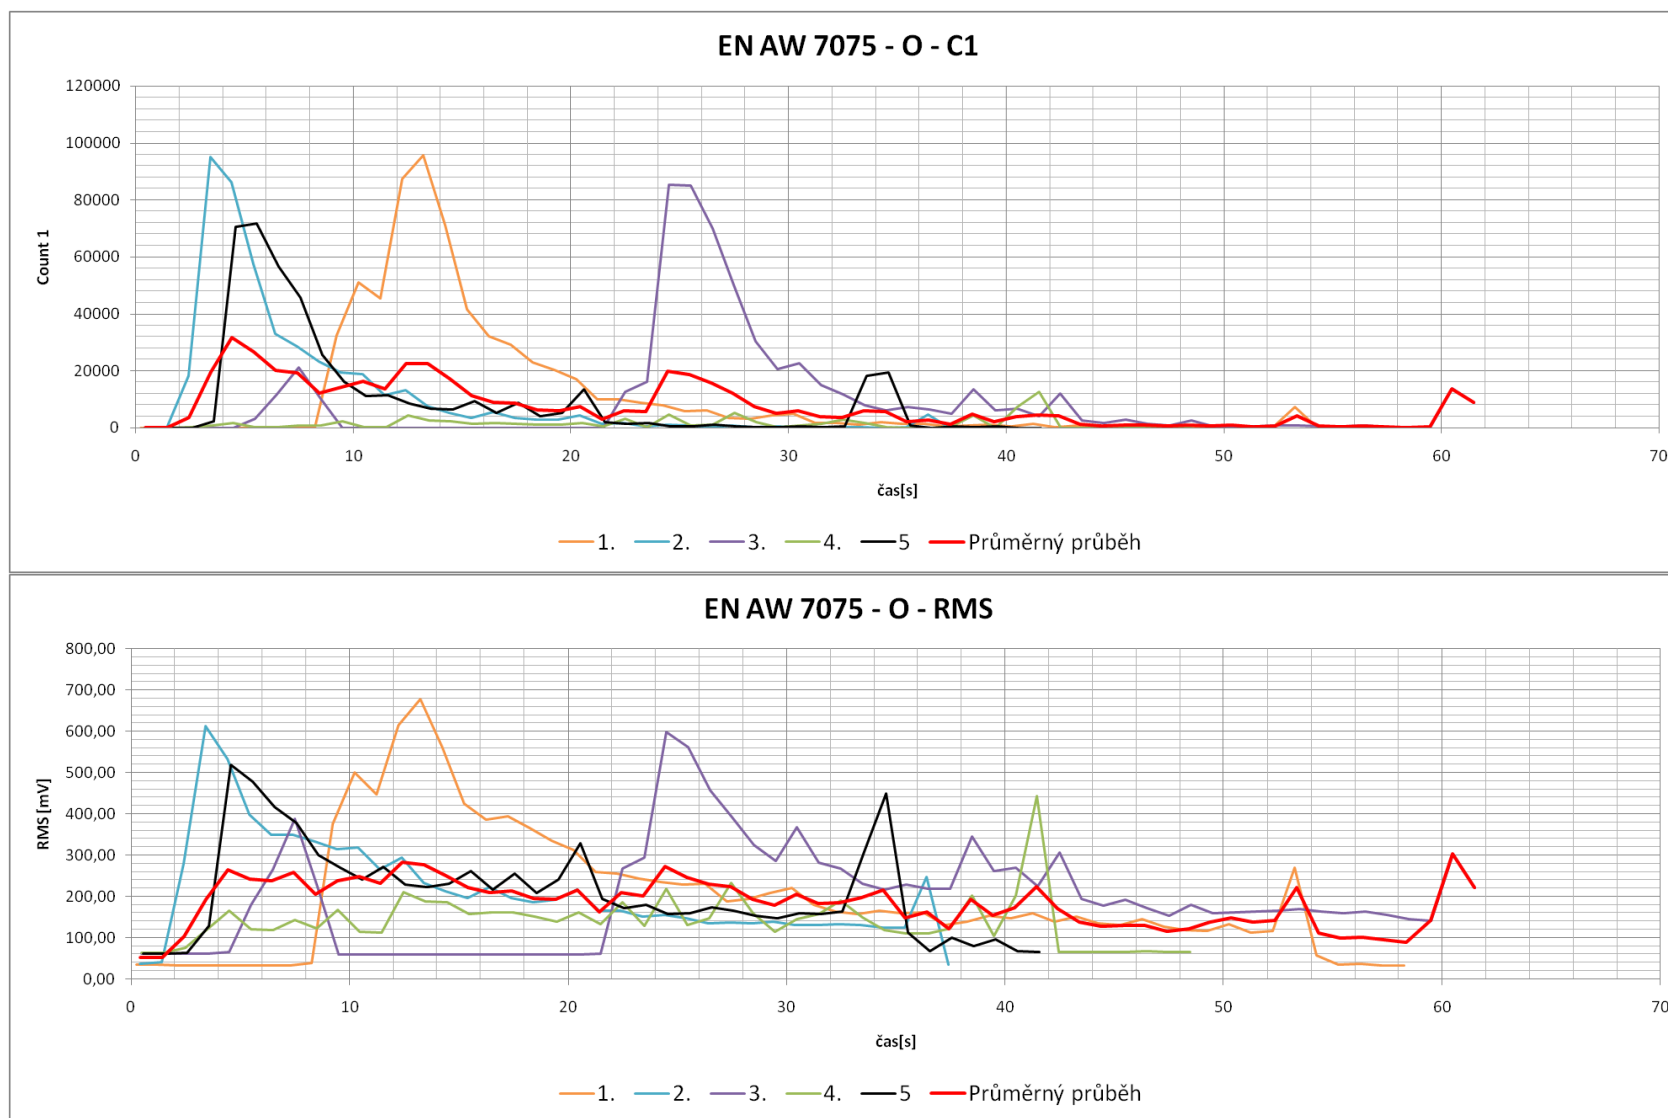 EN AW 7075 - O - C1
120000
100000
80000
60000
40000
20000
0
Count 1
0 10 20 30 40 50 60 70
čas[s]
1. 2. 3. 4. 5 Průměrný průběh
EN AW 7075 - O - RMS
800,00
700,00
600,00
500,00
400,00
300,00
200,00
100,00
0,00
RMS [mV]
0 10 20 30 40 50 60 70
čas[s]
1. 2. 3. 4. 5 Průměrný průběh